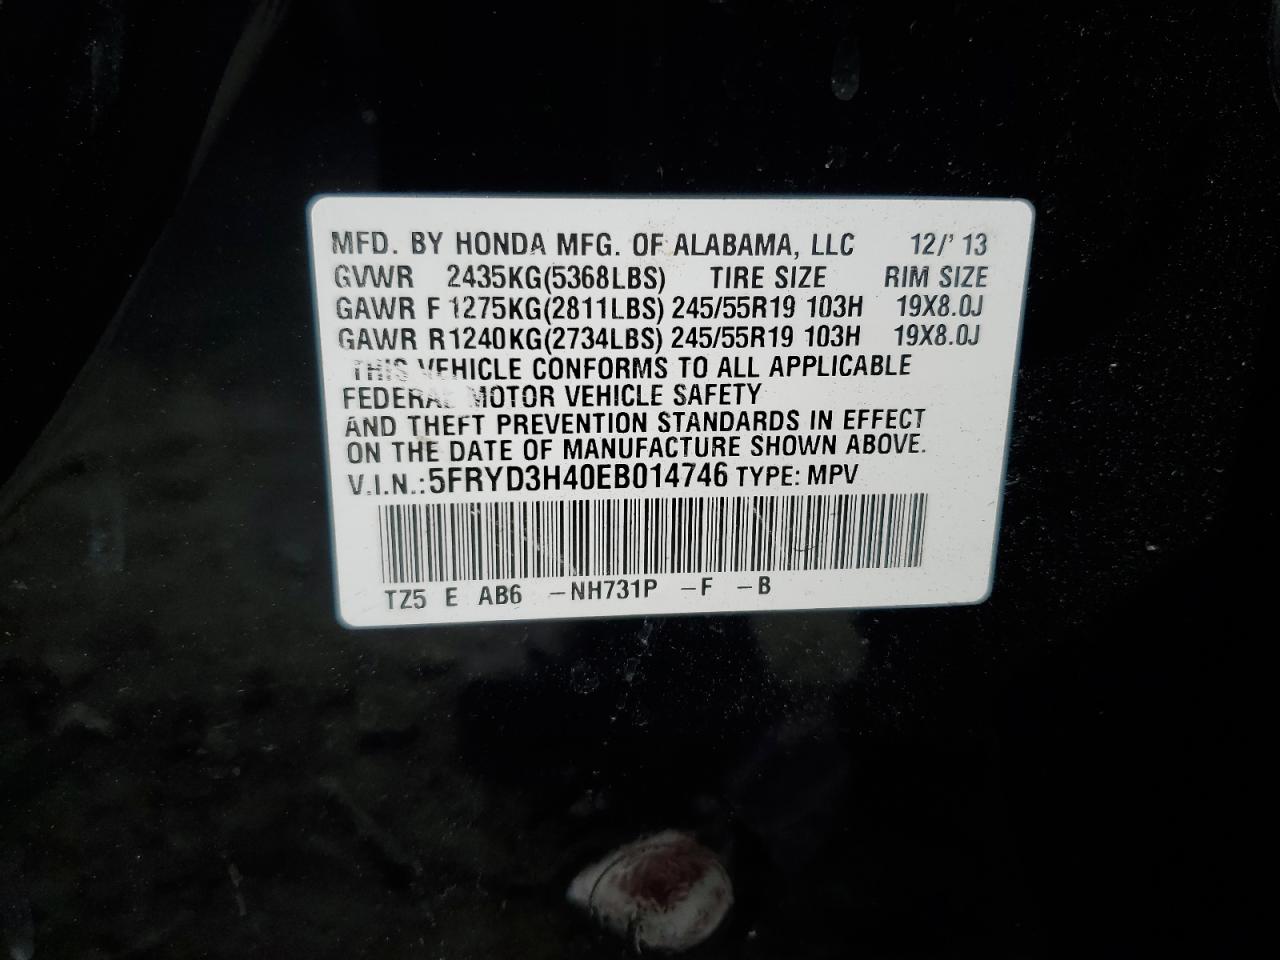 MFD. BY HONDA MFG. OF ALABAMA, LLC 12/' 13
GVWR 2435KG(5368LBS) TIRE SIZE RIM SIZE
GAWR F 1275KG(2811LBS) 245/55R19 103H 19X8.0J
GAWR R1240KG(2734LBS) 245/55R19 103H 19X8.0J
THIS VEHICLE CONFORMS TO ALL APPLICABLE
FEDERAL MOTOR VEHICLE SAFETY
AND THEFT PREVENTION STANDARDS IN EFFECT
ON THE DATE OF MANUFACTURE SHOWN ABOVE.
V.I.N.: 5FRYD3H40EB014746 TYPE: MPV
TZ5 E AB6 -NH731P -F -B